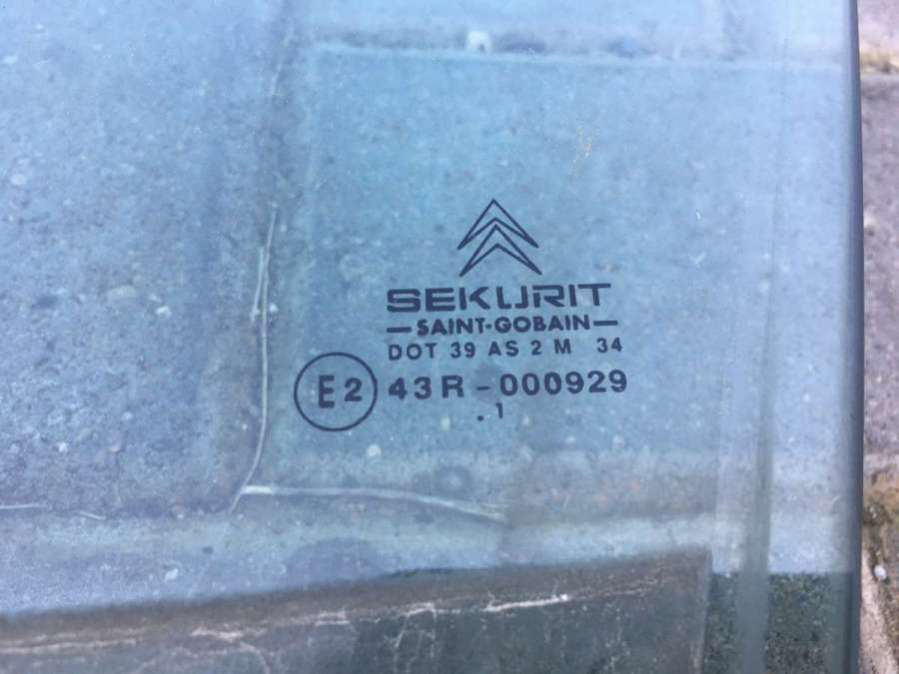 SEKURIT
SAINT-GOBAIN
DOT 39 AS 2 M 34
E2 43R-000929
.1